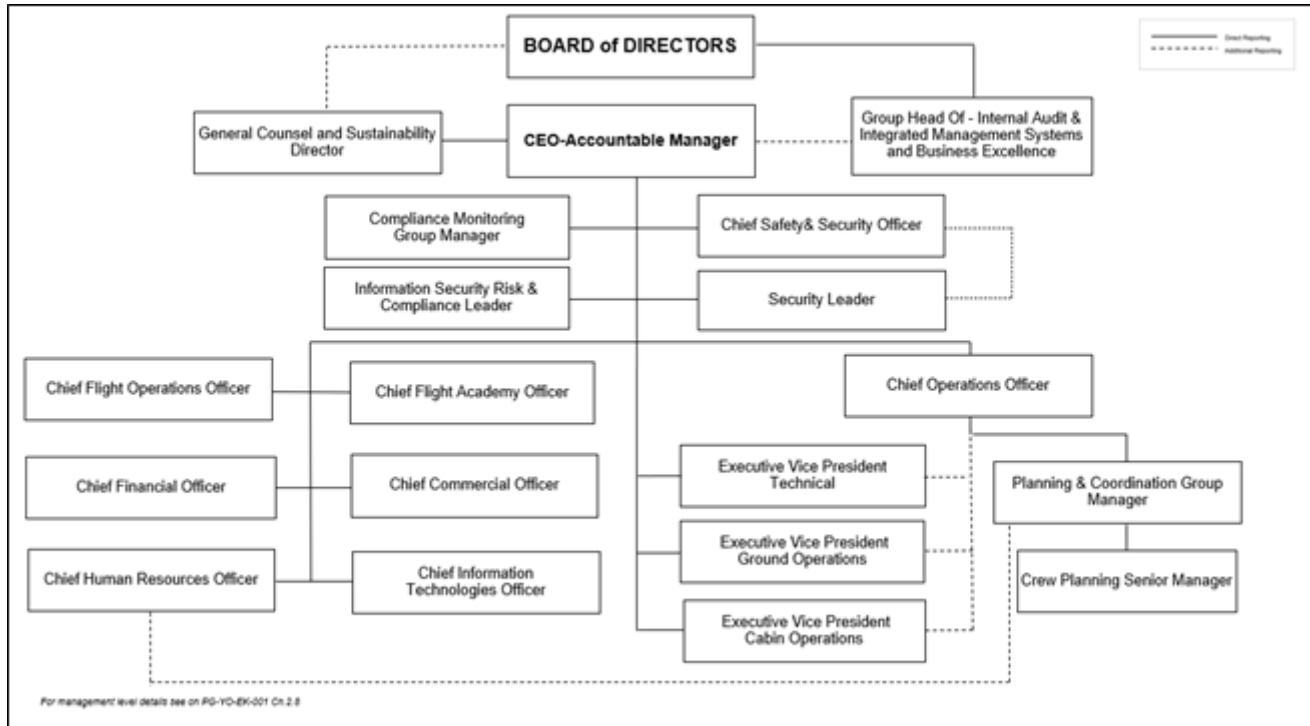 BOARD of DIRECTORS
Direct Reporting
Additional Reporting
General Counsel and Sustainability
Director
CEO-Accountable Manager
Group Head Of - Internal Audit &
Integrated Management Systems
and Business Excellence
Compliance Monitoring
Group Manager
Chief Safety& Security Officer
Information Security Risk &
Compliance Leader
Security Leader
Chief Flight Operations Officer
Chief Flight Academy Officer
Chief Operations Officer
Chief Financial Officer
Chief Commercial Officer
Executive Vice President
Technical
Planning & Coordination Group
Manager
Executive Vice President
Ground Operations
Chief Human Resources Officer
Chief Information
Technologies Officer
Crew Planning Senior Manager
Executive Vice President
Cabin Operations
For management level details see on PG-YO-EK-001 Ch.2.8